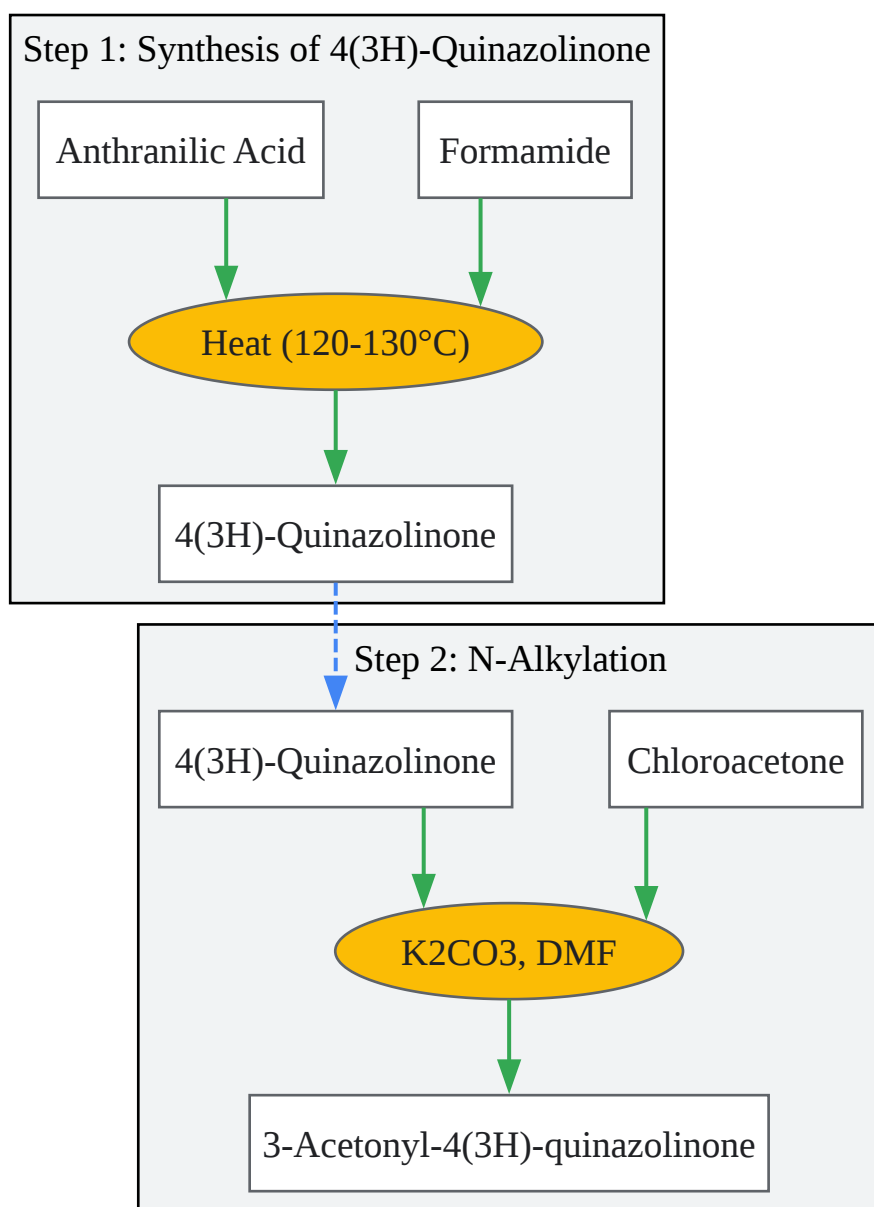 Step 1: Synthesis of 4(3H)-Quinazolinone
Anthranilic Acid
Formamide
Heat (120-130°C)
4(3H)-Quinazolinone
Step 2: N-Alkylation
4(3H)-Quinazolinone
Chloroacetone
K2CO3, DMF
3-Acetonyl-4(3H)-quinazolinone